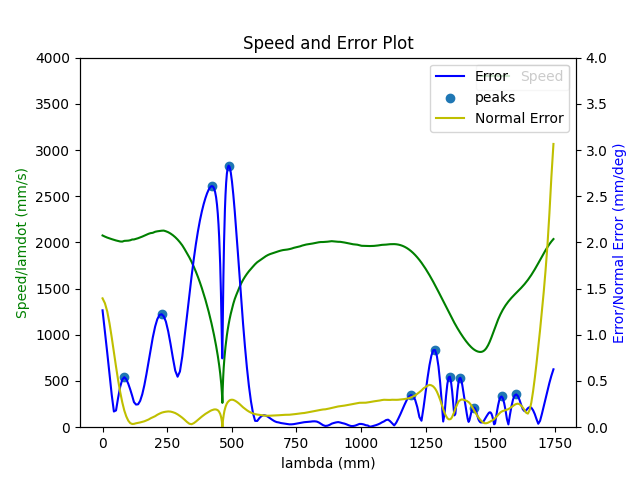 Speed and Error Plot
4000
3500
3000
2500
2000
1500
1000
500
0
Speed/lamdot (mm/s)
4.0
3.5
3.0
2.5
2.0
1.5
1.0
0.5
0.0
Error/Normal Error (mm/deg)
Error
Speed
peaks
Normal Error
0 250 500 750 1000 1250 1500 1750
lambda (mm)